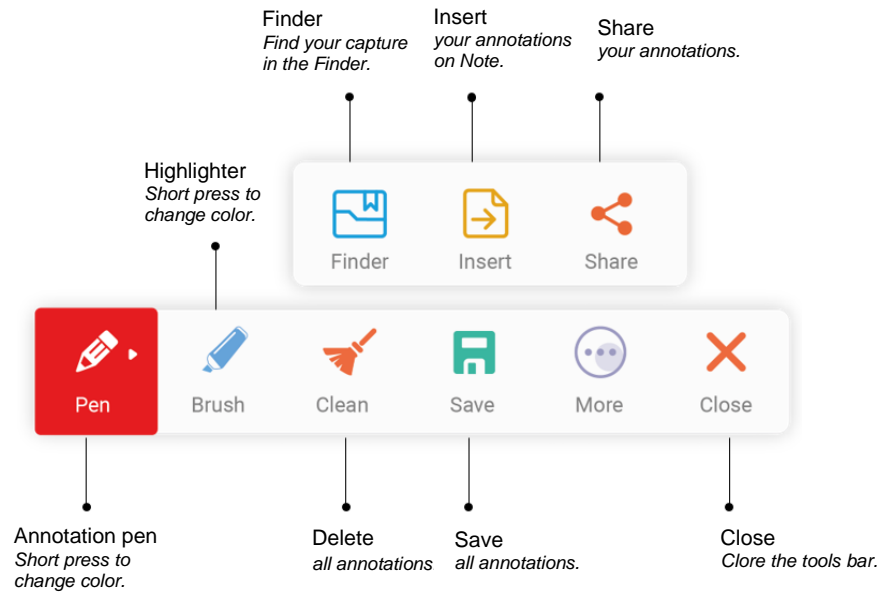 Finder
Find your capture
in the Finder.
Insert
your annotations
on Note.
Share
your annotations.
Highlighter
Short press to
change color.
Finder
Insert
Share
Pen
Brush
Clean
Save
More
Close
Annotation pen
Short press to
change color.
Delete
all annotations
Save
all annotations.
Close
Clore the tools bar.